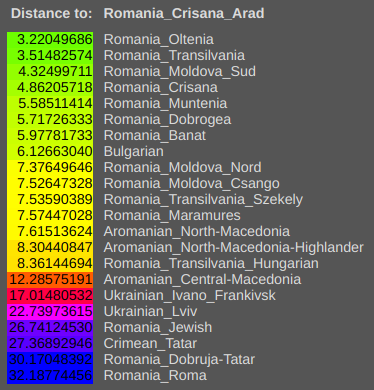 Distance to: Romania_Crisana_Arad
3.22049686 Romania_Oltenia
3.51482574 Romania_Transilvania
4.32499711 Romania_Moldova_Sud
4.86205718 Romania_Crisana
5.58511414 Romania_Muntenia
5.71726333 Romania_Dobrogea
5.97781733 Romania_Banat
6.12663040 Bulgarian
7.37649646 Romania_Moldova_Nord
7.52647328 Romania_Moldova_Csango
7.53590389 Romania_Transilvania_Szekely
7.57447028 Romania_Maramures
7.61513624 Aromanian_North-Macedonia
8.30440847 Aromanian_North-Macedonia-Highlander
8.36144694 Romania_Transilvania_Hungarian
12.28575191 Aromanian_Central-Macedonia
17.01480532 Ukrainian_Ivano_Frankivsk
22.73973615 Ukrainian_Lviv
26.74124530 Romania_Jewish
27.36892946 Crimean_Tatar
30.17048392 Romania_Dobruja-Tatar
32.18774456 Romania_Roma